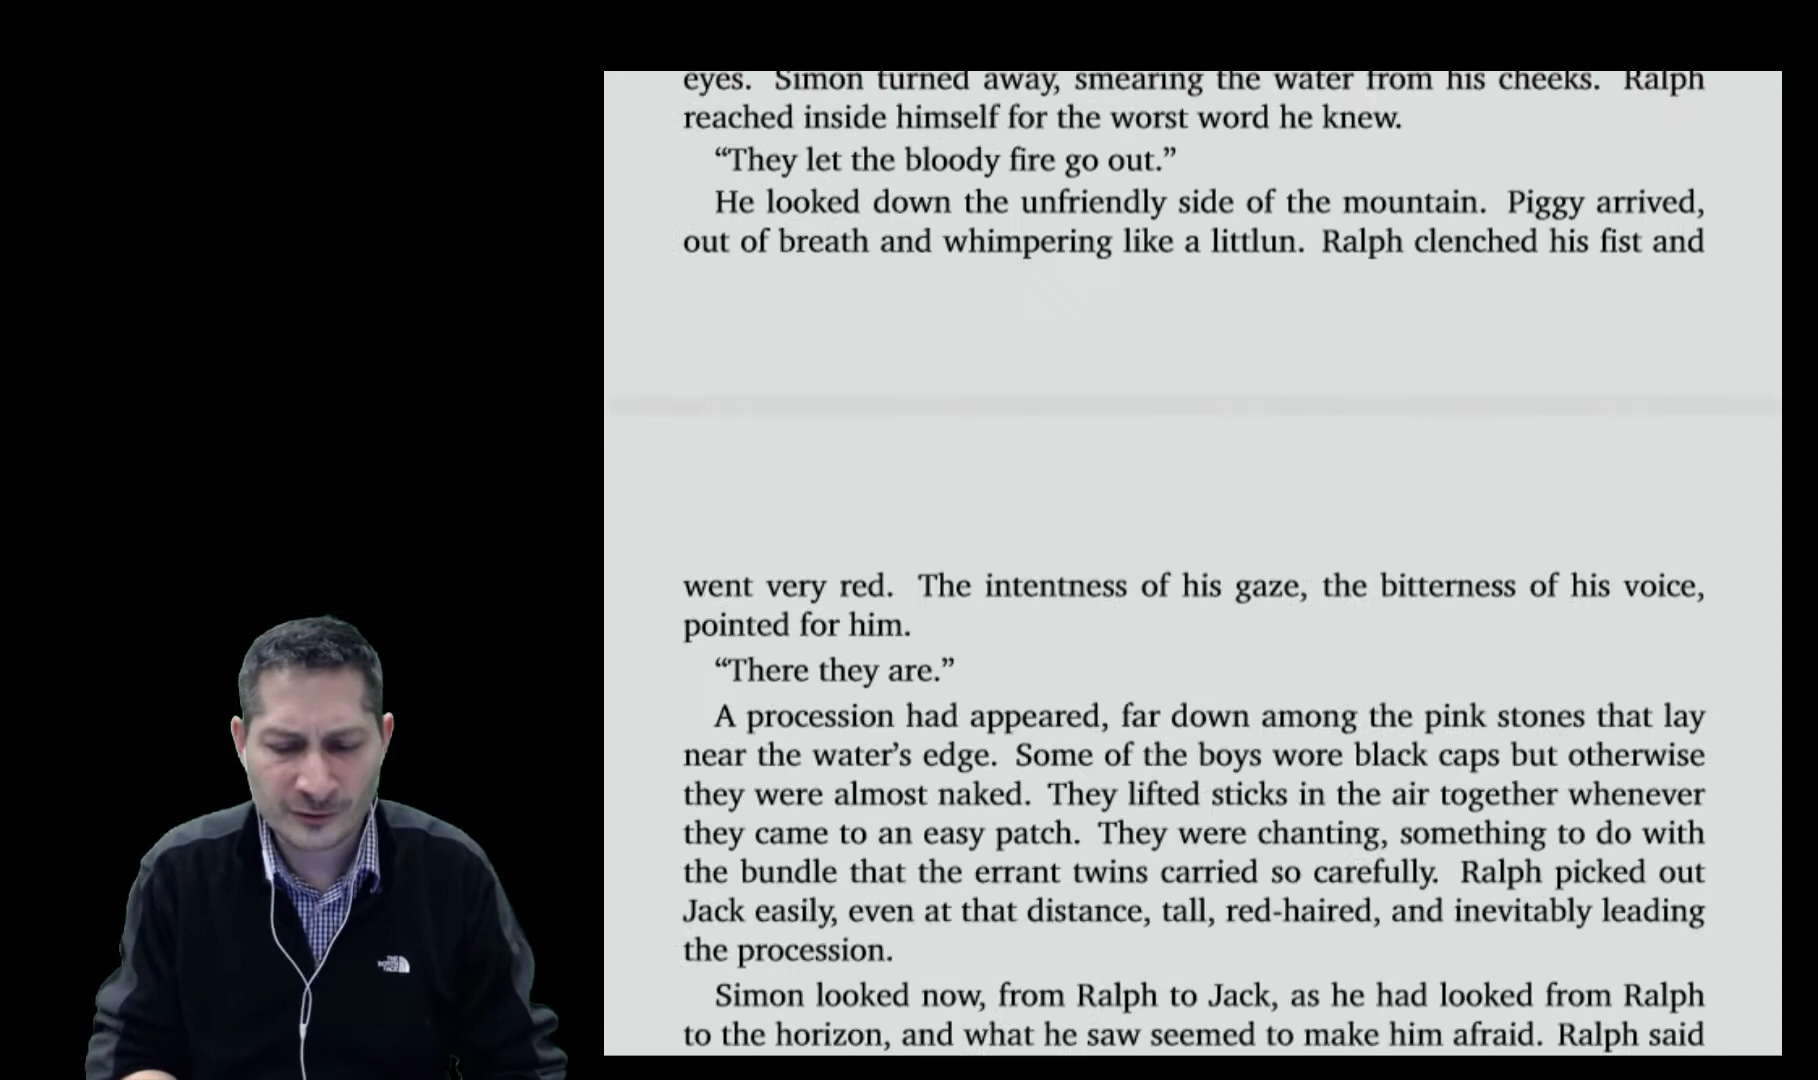 eyes. Simon turned away, smearing the water from his cheeks. Ralph
reached inside himself for the worst word he knew.
“They let the bloody fire go out.”
He looked down the unfriendly side of the mountain. Piggy arrived,
out of breath and whimpering like a littlun. Ralph clenched his fist and
went very red. The intentness of his gaze, the bitterness of his voice,
pointed for him.
“There they are.”
A procession had appeared, far down among the pink stones that lay
near the water’s edge. Some of the boys wore black caps but otherwise
they were almost naked. They lifted sticks in the air together whenever
they came to an easy patch. They were chanting, something to do with
the bundle that the errant twins carried so carefully. Ralph picked out
Jack easily, even at that distance, tall, red-haired, and inevitably leading
the procession.
Simon looked now, from Ralph to Jack, as he had looked from Ralph
to the horizon, and what he saw seemed to make him afraid. Ralph said
THE
NORTH
FACE